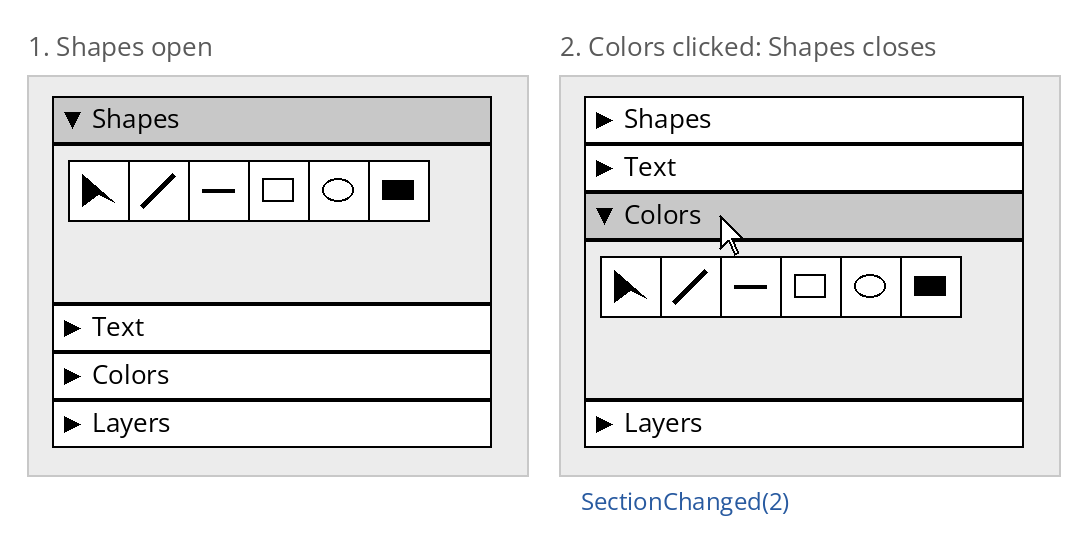 1. Shapes open
Shapes
Text
Colors
Layers
2. Colors clicked: Shapes closes
Shapes
Text
Colors
Layers
SectionChanged(2)